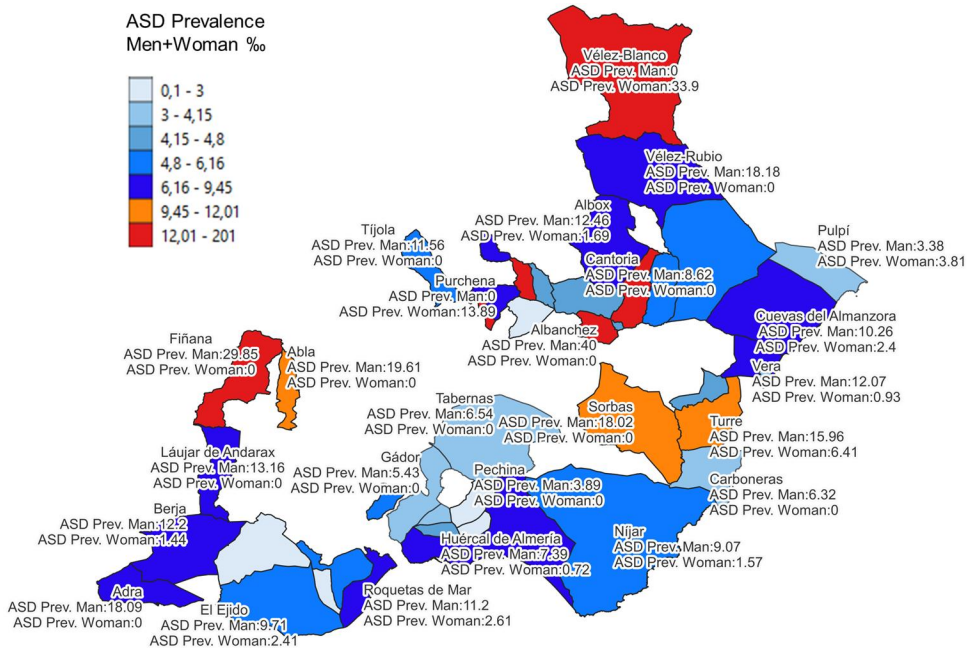 ASD Prevalence
Men+Woman ‰
0,1 - 3
3 - 4,15
4,15 - 4,8
4,8 - 6,16
6,16 - 9,45
9,45 - 12,01
12,01 - 201
Vélez-Blanco
ASD Prev. Man:0
ASD Prev. Woman:33.9
Vélez-Rubio
ASD Prev. Man:18.18
ASD Prev. Woman:0
Albox
ASD Prev. Man:12.46
ASD Prev. Woman:1.69
Tíjola
ASD Prev. Man:11.56
ASD Prev. Woman:0
Pulpí
ASD Prev. Man:3.38
ASD Prev. Woman:3.81
Cantoria
ASD Prev. Man:8.62
ASD Prev. Woman:0
Purchena
ASD Prev. Man:0
ASD Prev. Woman:13.89
Cuevas del Almanzora
ASD Prev. Man:10.26
ASD Prev. Woman:2.4
Albanchez
ASD Prev. Man:40
ASD Prev. Woman:0
Fiñana
ASD Prev. Man:29.85
ASD Prev. Woman:0
Abla
ASD Prev. Man:19.61
ASD Prev. Woman:0
Vera
ASD Prev. Man:12.07
ASD Prev. Woman:0.93
Tabernas
ASD Prev. Man:6.54
ASD Prev. Woman:0
Sorbas
ASD Prev. Man:18.02
ASD Prev. Woman:0
Turre
ASD Prev. Man:15.96
ASD Prev. Woman:6.41
Láujar de Andarax
ASD Prev. Man:13.16
ASD Prev. Woman:0
Gádor
ASD Prev. Man:5.43
ASD Prev. Woman:0
Pechina
ASD Prev. Man:3.89
ASD Prev. Woman:0
Carboneras
ASD Prev. Man:6.32
ASD Prev. Woman:0
Berja
ASD Prev. Man:12.2
ASD Prev. Woman:1.44
Huércal de Almería
ASD Prev. Man:7.39
ASD Prev. Woman:0.72
Níjar
ASD Prev. Man:9.07
ASD Prev. Woman:1.57
Adra
ASD Prev. Man:18.09
ASD Prev. Woman:0
El Ejido
ASD Prev. Man:9.71
ASD Prev. Woman:2.41
Roquetas de Mar
ASD Prev. Man:11.2
ASD Prev. Woman:2.61